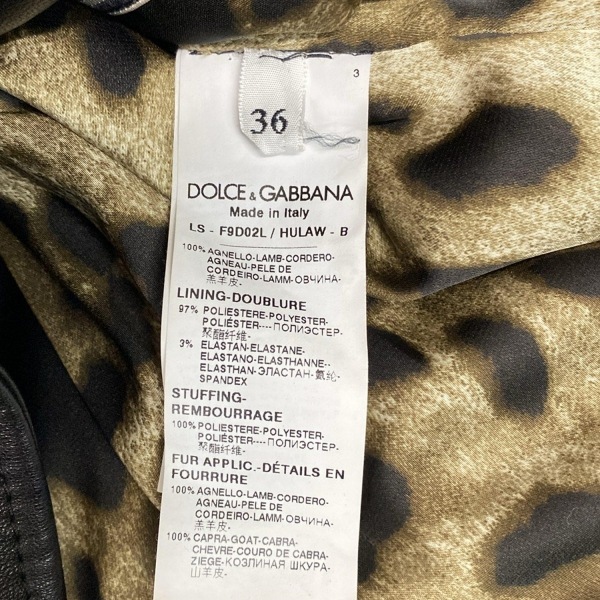 3
36
DOLCE & GABBANA
Made in Italy
LS - F9D02L / HULAW - B
100% AGNELLO-LAMB-CORDERO-
AGNEAU-PELE DE
CORDEIRO-LAMM-ОВЧИНА-
羔羊皮-
LINING-DOUBLURE
97% POLIESTERE-POLYESTER-
POLIÉSTER----ПОЛИЭСТЕР-
聚酯纤维-
3% ELASTAN-ELASTANE-
ELASTANO-ELASTHANNE--
ELASTHAN-ЭЛАСТАН-氨纶-
SPANDEX
STUFFING-
REMBOURRAGE
100% POLIESTERE-POLYESTER-
POLIÉSTER----ПОЛИЭСТЕР-
聚酯纤维-
FUR APPLIC.-DÉTAILS EN
FOURRURE
100% AGNELLO-LAMB-CORDERO-
AGNEAU-PELE DE
CORDEIRO-LAMM-ОВЧИНА-
羔羊皮-
100% CAPRA-GOAT-CABRA-
CHEVRE-COURO DE CABRA-
ZIEGE-КОЗЛИНАЯ ШКУРА-
山羊皮-